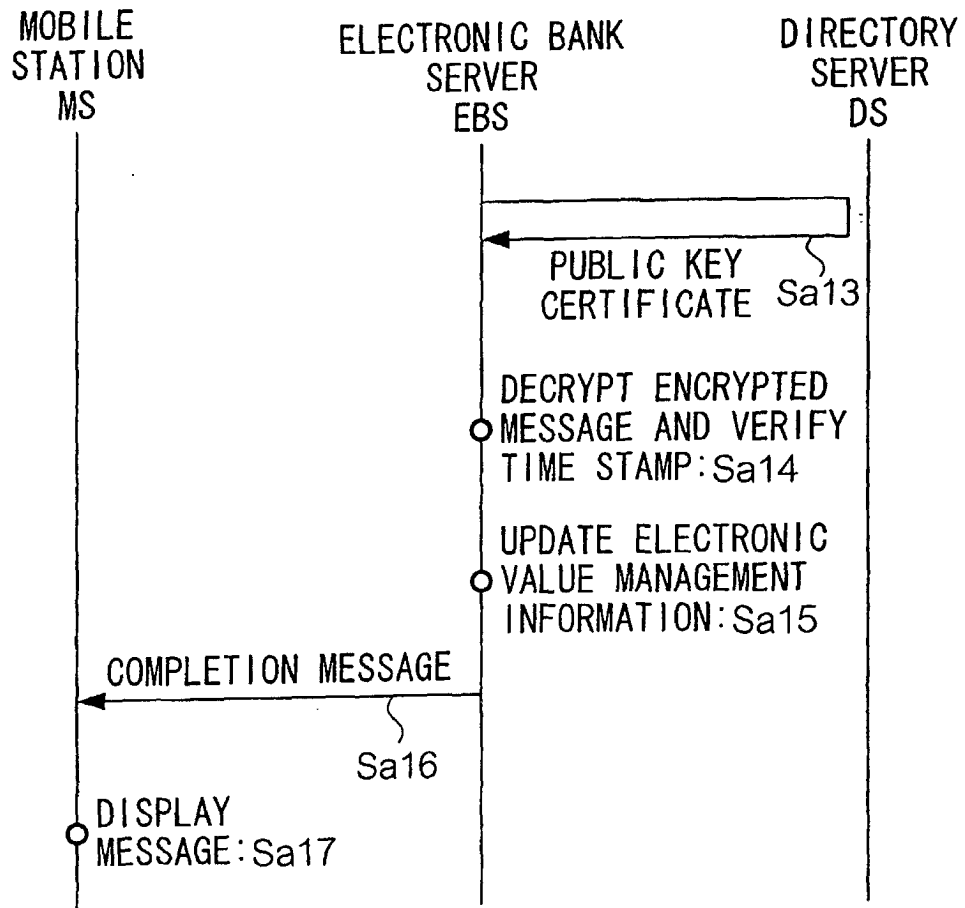 MOBILE
STATION
MS
ELECTRONIC BANK
SERVER
EBS
DIRECTORY
SERVER
DS
PUBLIC KEY
CERTIFICATE
Sa13
DECRYPT ENCRYPTED
MESSAGE AND VERIFY
TIME STAMP:Sa14
UPDATE ELECTRONIC
VALUE MANAGEMENT
INFORMATION:Sa15
COMPLETION MESSAGE
Sa16
DISPLAY
MESSAGE:Sa17